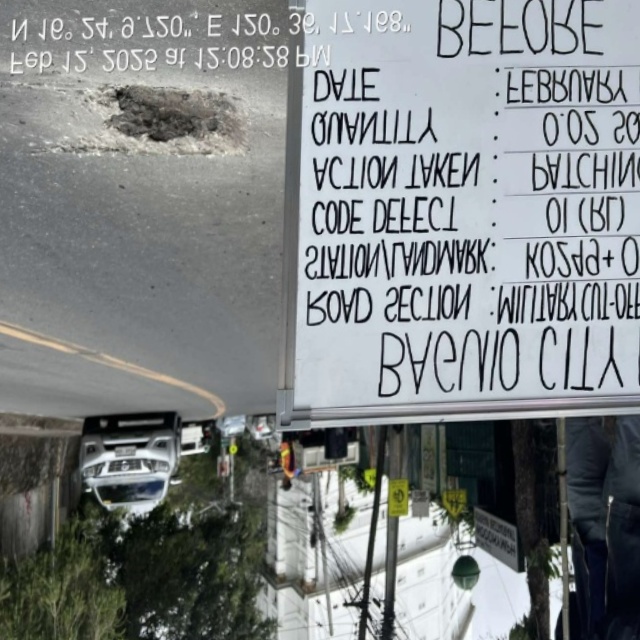 BAGUIO CITY
ROAD SECTION : MILITARY CUT-OFF
STATION/LANDMARK: K0249+0
CODE DEFECT : 01 (RL)
ACTION TAKEN : PATCHING
QUANTITY : 0.02 SQ
DATE : FEBRUARY
BEFORE
Feb 12, 2025 at 12:08:28 PM
N 16° 24' 9.720", E 120° 36' 17.168"